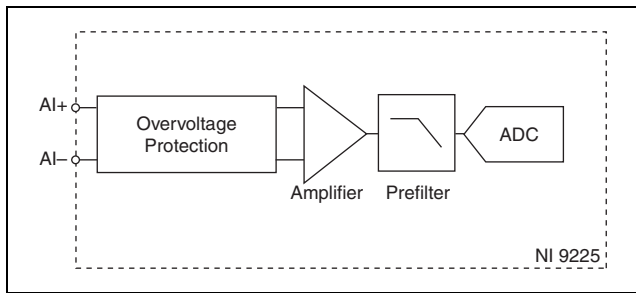 AI+
AI–
Overvoltage
Protection
Amplifier
Prefilter
ADC
NI 9225